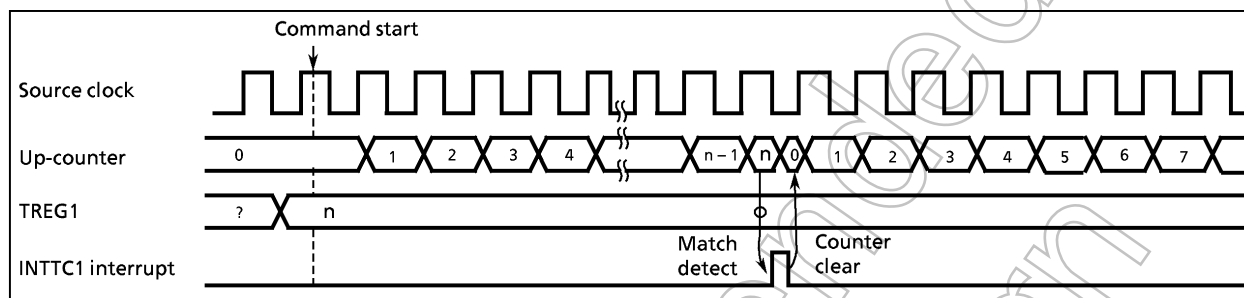 Command start
Source clock
Up-counter 0 1 2 3 4 n – 1 n 0 1 2 3 4 5 6 7
TREG1 ? n
Match detect
Counter clear
INTTC1 interrupt